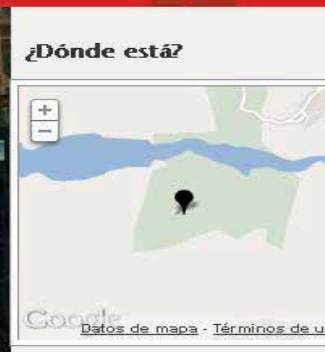 ¿Dónde está?
+
−
Google
Datos de mapa - Términos de u